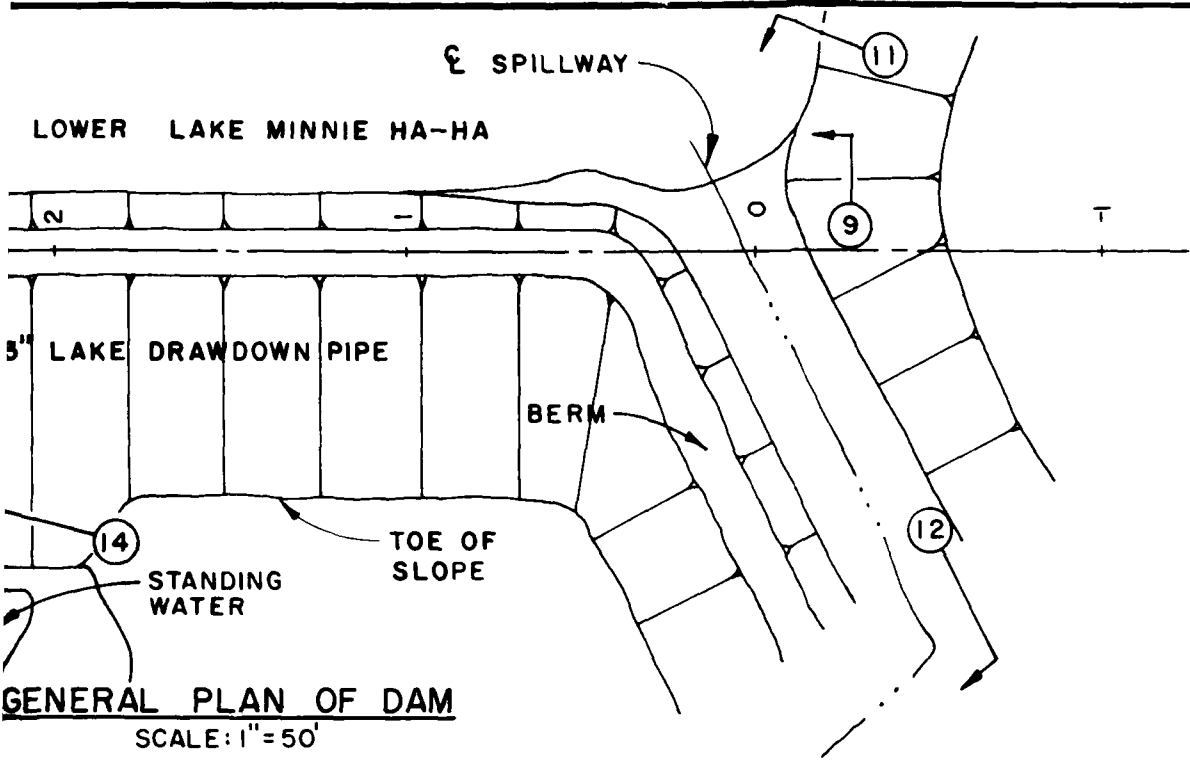 11
℄ SPILLWAY
LOWER LAKE MINNIE HA-HA
2
1
0
9
" LAKE DRAWDOWN PIPE
BERM
12
14
TOE OF
SLOPE
STANDING
WATER
GENERAL PLAN OF DAM
SCALE: 1"=50'